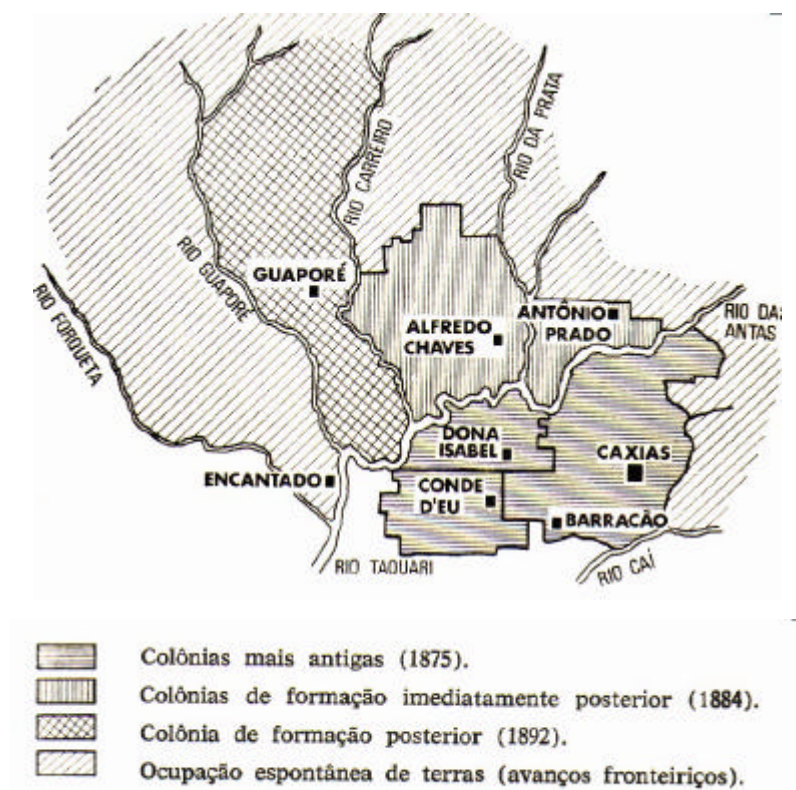 RIO DA PRATA
RIO CARREIRO
RIO GUAPORÉ
GUAPORÉ
RIO FORQUETA
ANTÔNIO
PRADO
RIO DAS
ANTAS
ALFREDO
CHAVES
DONA
ISABEL
CAXIAS
ENCANTADO
CONDE
D'EU
BARRACÃO
RIO TAQUARI
RIO CAÍ
Colônias mais antigas (1875).
Colônias de formação imediatamente posterior (1884).
Colônia de formação posterior (1892).
Ocupação espontânea de terras (avanços fronteiriços).